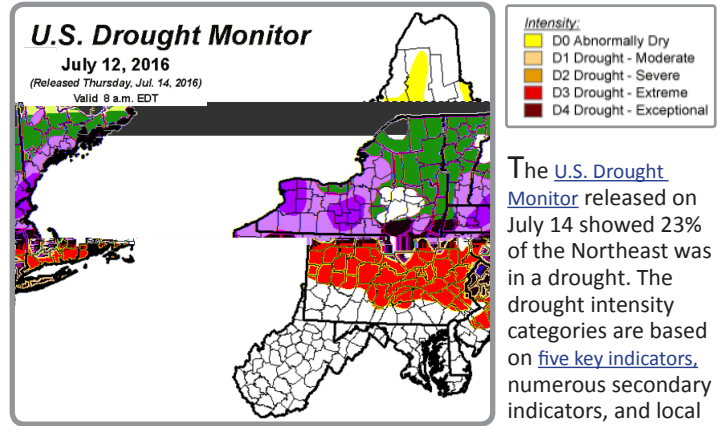 U.S. Drought Monitor
July 12, 2016
(Released Thursday, Jul. 14, 2016)
Valid 8 a.m. EDT
Intensity:
D0 Abnormally Dry
D1 Drought - Moderate
D2 Drought - Severe
D3 Drought - Extreme
D4 Drought - Exceptional
The U.S. Drought
Monitor released on
July 14 showed 23%
of the Northeast was
in a drought. The
drought intensity
categories are based
on five key indicators,
numerous secondary
indicators, and local